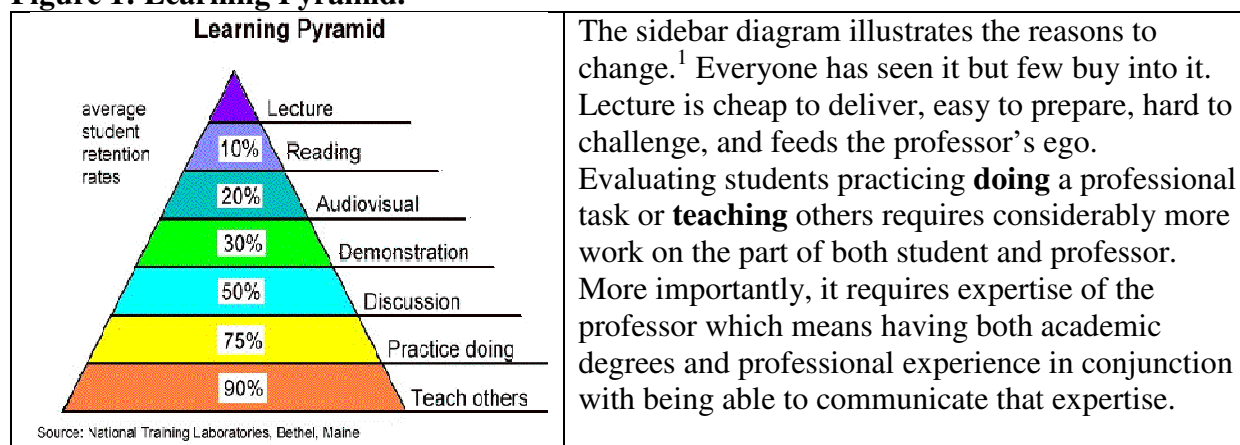 Figure 1: Learning Pyramid.
Learning Pyramid
average
student
retention
rates
Lecture
10% Reading
20% Audiovisual
30% Demonstration
50% Discussion
75% Practice doing
90% Teach others
Source: National Training Laboratories, Bethel, Maine
The sidebar diagram illustrates the reasons to
change.1 Everyone has seen it but few buy into it.
Lecture is cheap to deliver, easy to prepare, hard to
challenge, and feeds the professor’s ego.
Evaluating students practicing doing a professional
task or teaching others requires considerably more
work on the part of both student and professor.
More importantly, it requires expertise of the
professor which means having both academic
degrees and professional experience in conjunction
with being able to communicate that expertise.